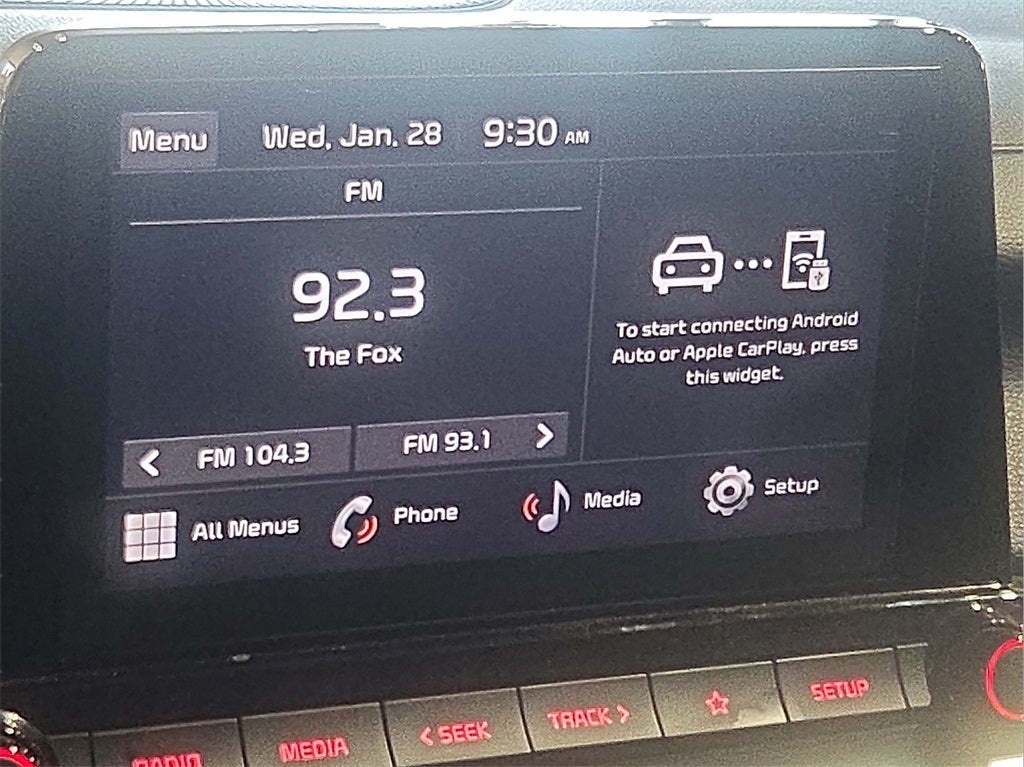 Menu Wed, Jan. 28 9:30 AM
FM
92.3
The Fox
To start connecting Android
Auto or Apple CarPlay, press
this widget.
< FM 104.3 FM 93.1 >
All Menus Phone Media Setup
RADIO MEDIA < SEEK TRACK > SETUP